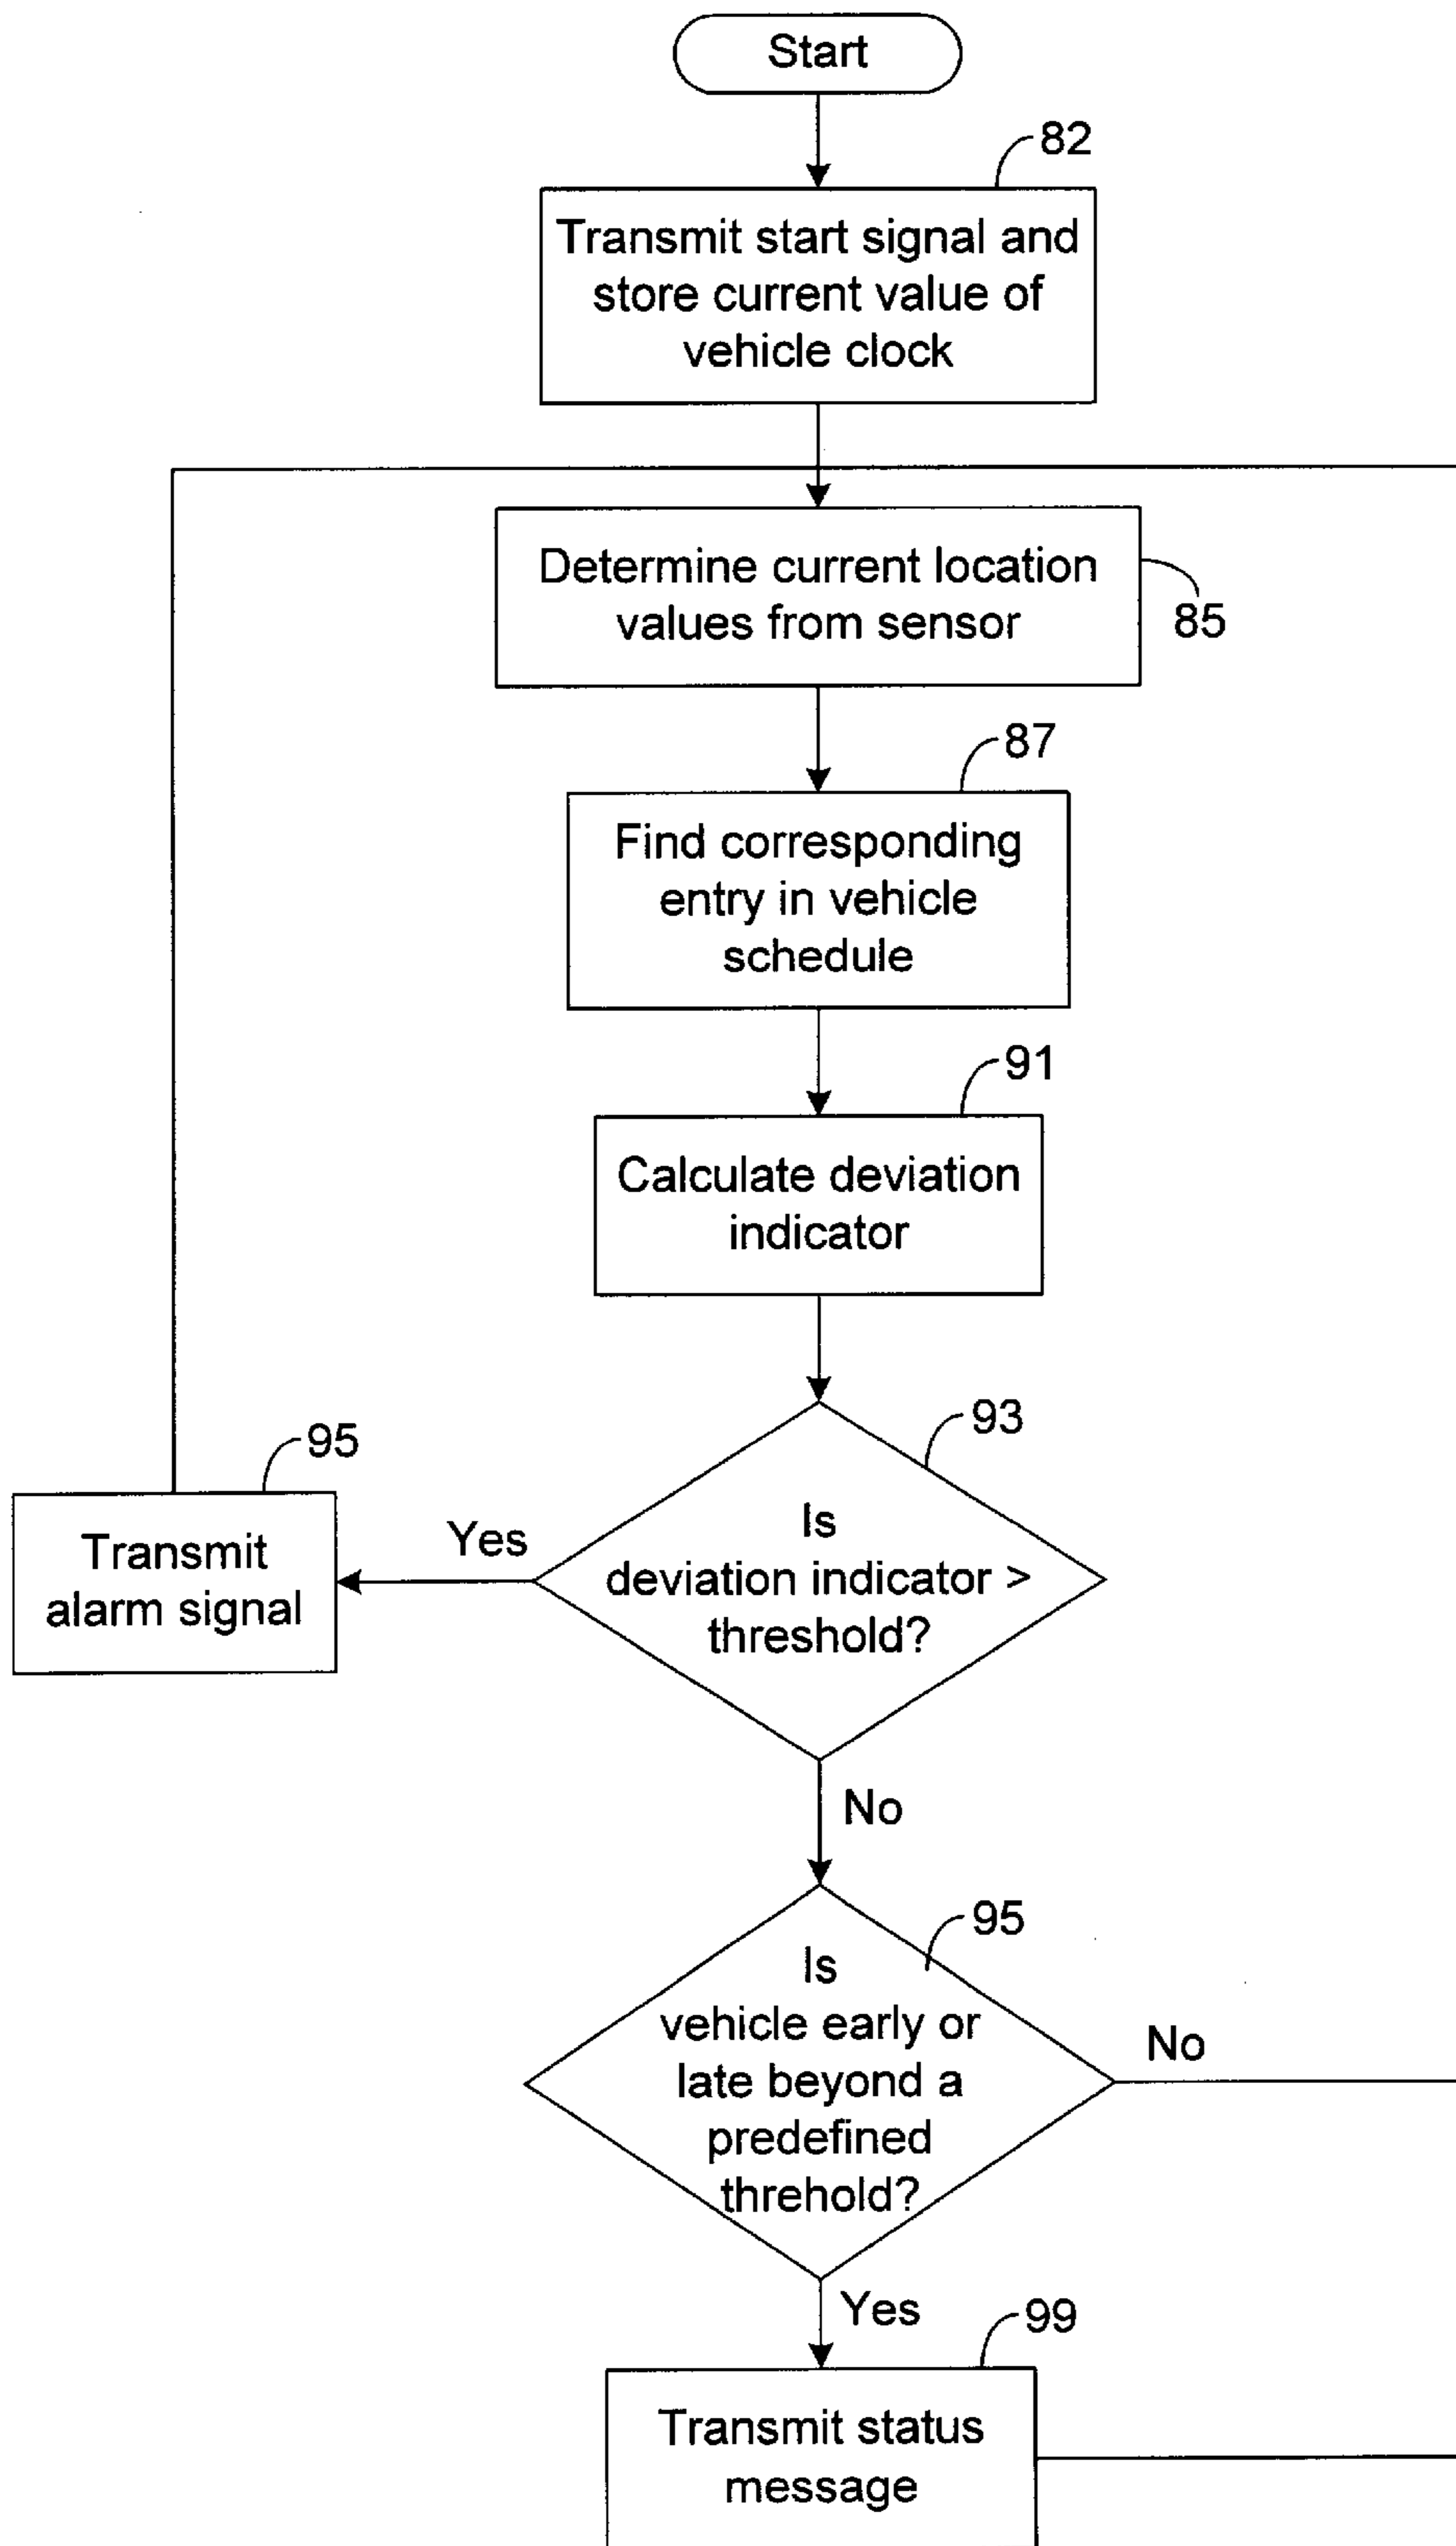 Start
82
Transmit start signal and
store current value of
vehicle clock
Determine current location
values from sensor
85
87
Find corresponding
entry in vehicle
schedule
91
Calculate deviation
indicator
93
Is
deviation indicator >
threshold?
Yes
95
Transmit
alarm signal
No
95
Is
vehicle early or
late beyond a
predefined
threhold?
No
Yes
99
Transmit status
message